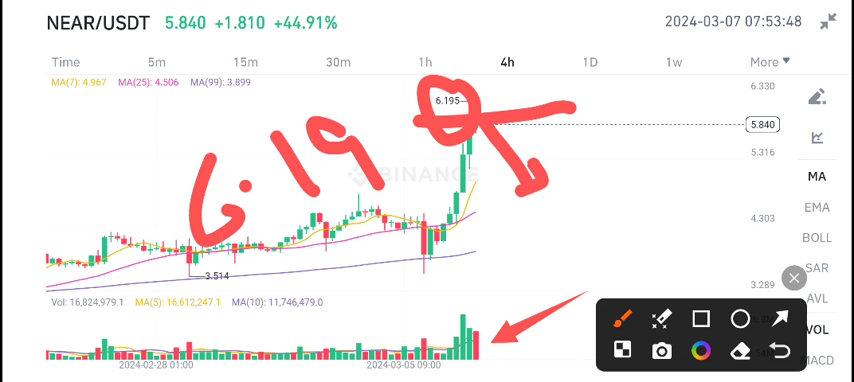 NEAR/USDT 5.840 +1.810 +44.91% 2024-03-07 07:53:48
Time 5m 15m 30m 1h 4h 1D 1w More
MA(7): 4.967 MA(25): 4.506 MA(99): 3.899
6.330
6.195
5.840
5.316
6.19
BINANCE
MA
EMA
4.303
BOLL
3.514
SAR
3.289
AVL
Vol: 16,824,979.1 MA(5): 16,612,247.1 MA(10): 11,746,479.0
VOL
MACD
2024-02-28 01:00 2024-03-05 09:00